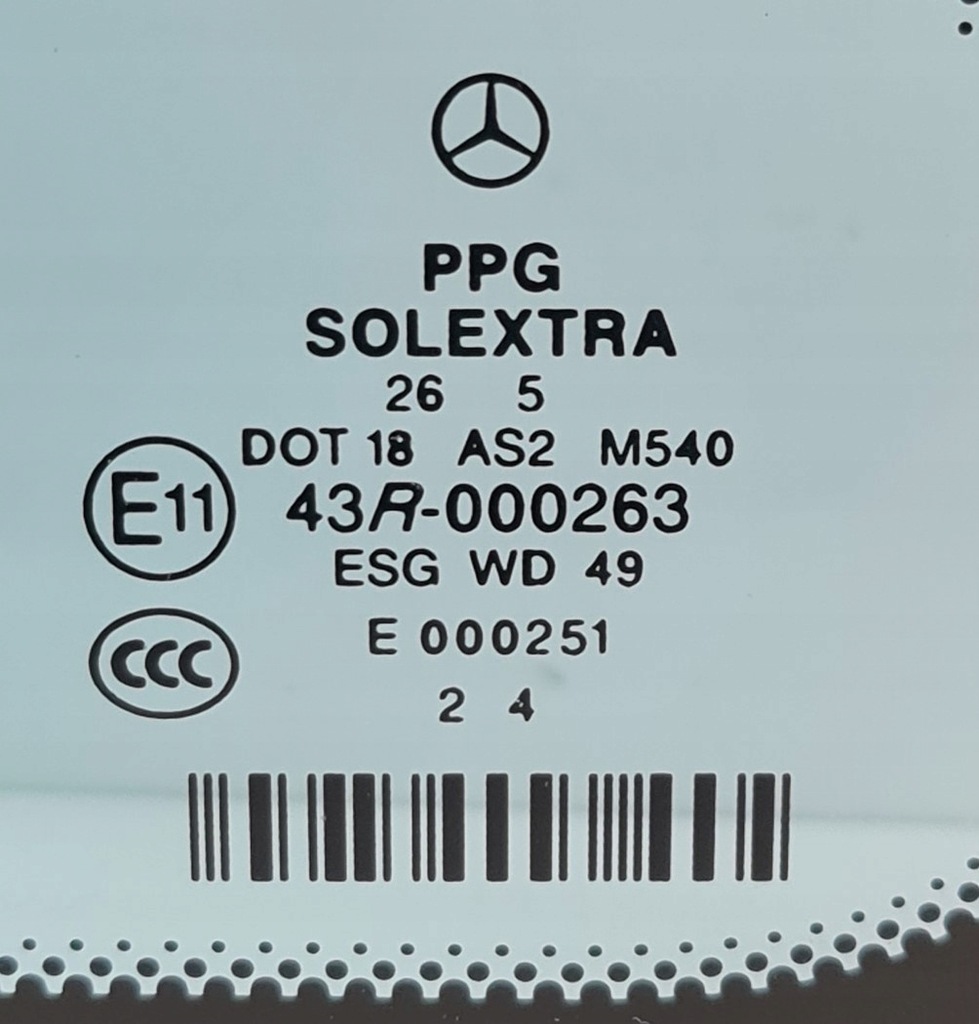 PPG
SOLEXTRA
26 5
DOT 18 AS2 M540
E11 43R-000263
ESG WD 49
CCC E 000251
2 4